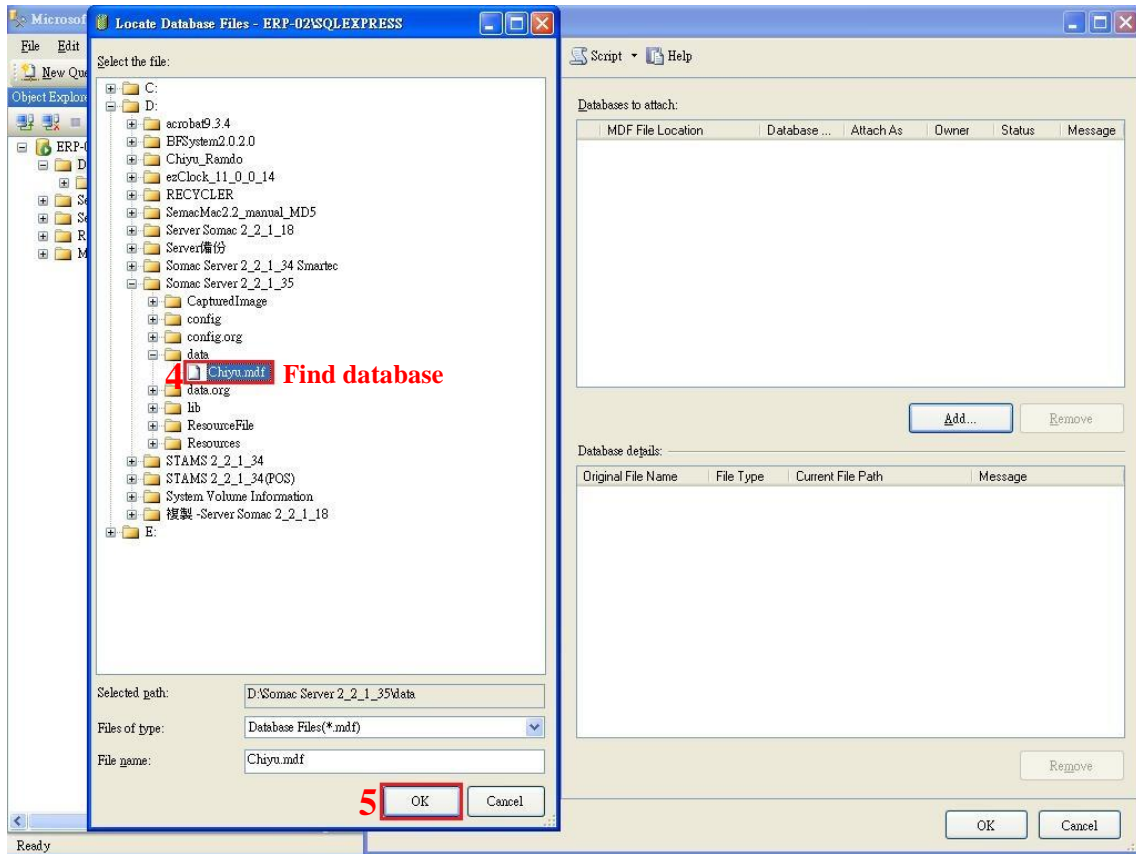 Microsof
File Edit
New Que
Object Explore
ERP-0
D
Se
Se
R
M
Ready
Locate Database Files - ERP-02\SQLEXPRESS
Select the file:
C:
D:
acrobat9.3.4
BFSystem2.0.2.0
Chiyu_Ramdo
ezClock_11_0_0_14
RECYCLER
SemacMac2.2_manual_MD5
Server Somac 2_2_1_18
Server備份
Somac Server 2_2_1_34 Smartec
Somac Server 2_2_1_35
CapturedImage
config
config.org
data
4 Chiyu.mdf Find database
data.org
lib
ResourceFile
Resources
STAMS 2_2_1_34
STAMS 2_2_1_34(POS)
System Volume Information
複製 -Server Somac 2_2_1_18
E:
Selected path: D:\Somac Server 2_2_1_35\data
Files of type: Database Files(*.mdf)
File name: Chiyu.mdf
5 OK Cancel
Script Help
Databases to attach:
MDF File Location Database ... Attach As Owner Status Message
Add... Remove
Database details:
Original File Name File Type Current File Path Message
Remove
OK Cancel